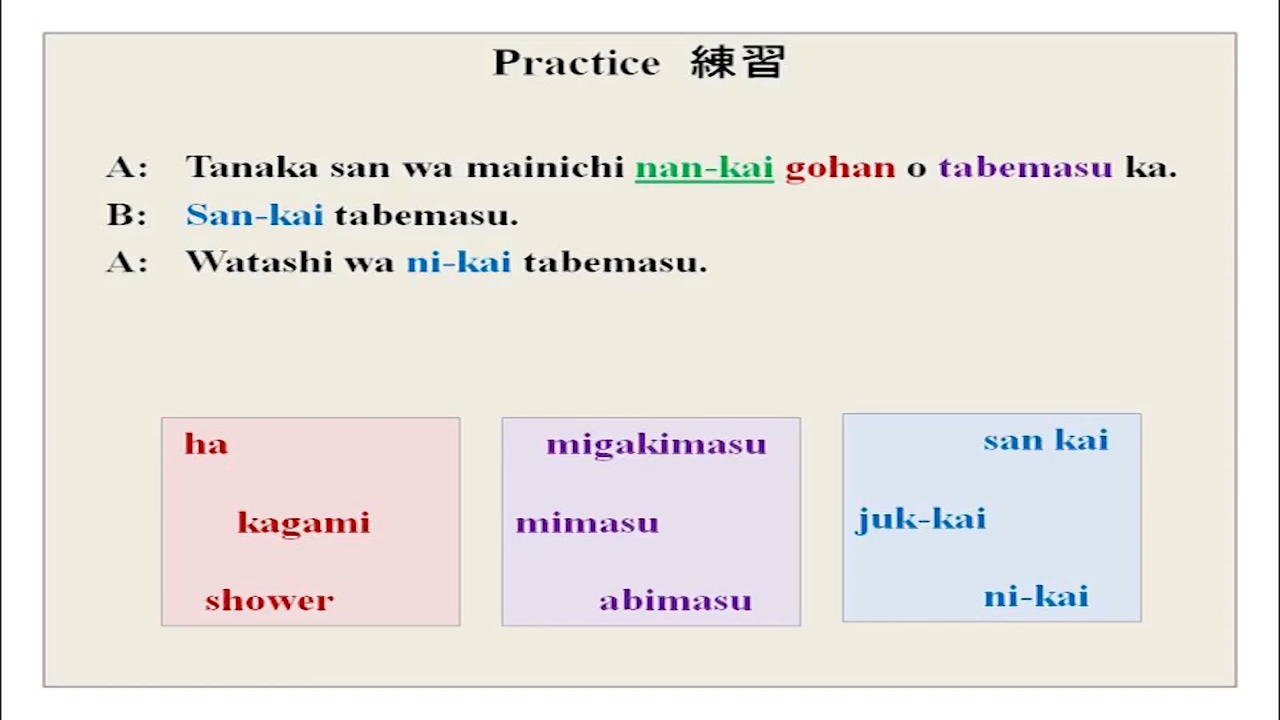 Practice 練習
A: Tanaka san wa mainichi nan-kai gohan o tabemasu ka.
B: San-kai tabemasu.
A: Watashi wa ni-kai tabemasu.
ha
kagami
shower
migakimasu
mimasu
abimasu
san kai
juk-kai
ni-kai